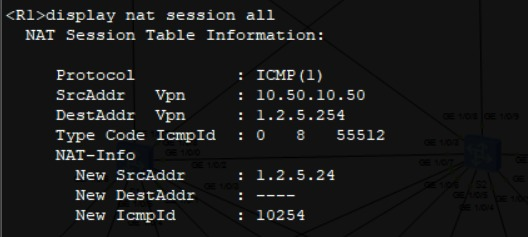 <R1>display nat session all
NAT Session Table Information:
Protocol : ICMP(1)
SrcAddr Vpn : 10.50.10.50
DestAddr Vpn : 1.2.5.254
Type Code IcmpId : 0 8 55512
NAT-Info
New SrcAddr : 1.2.5.24
New DestAddr : ----
New IcmpId : 10254